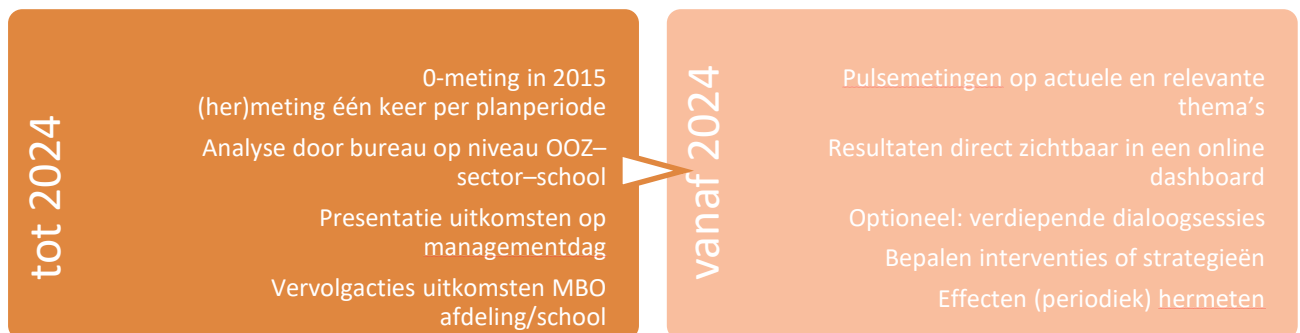 tot 2024
0-meting in 2015
(her)meting één keer per planperiode
Analyse door bureau op niveau OOZ–
sector–school
Presentatie uitkomsten op
managementdag
Vervolgacties uitkomsten MBO
afdeling/school
vanaf 2024
Pulsemetingen op actuele en relevante
thema’s
Resultaten direct zichtbaar in een online
dashboard
Optioneel: verdiepende dialoogsessies
Bepalen interventies of strategieën
Effecten (periodiek) hermeten